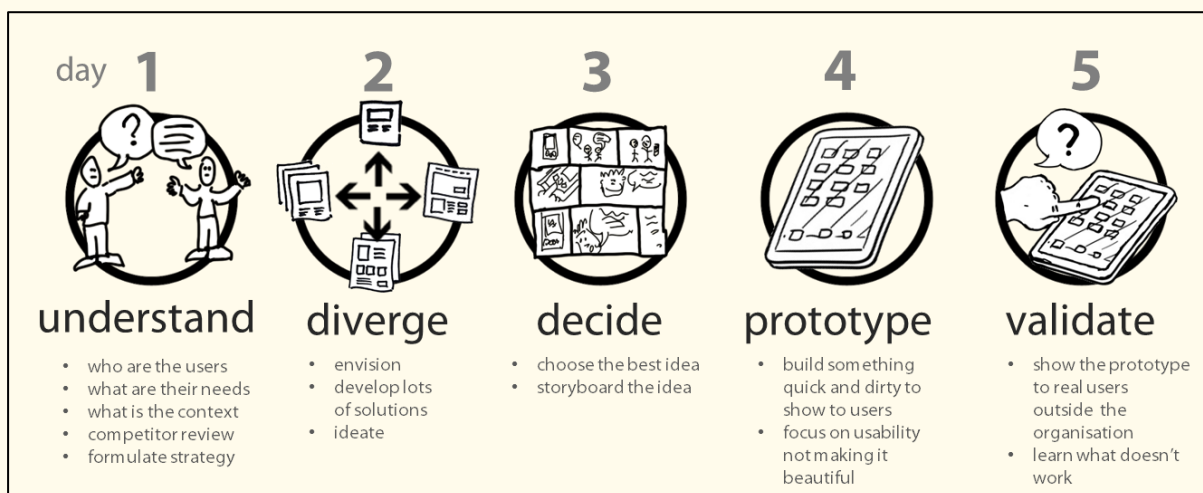 day 1 2 3 4 5
understand
• who are the users
• what are their needs
• what is the context
• competitor review
• formulate strategy
diverge
• envision
• develop lots
of solutions
• ideate
decide
• choose the best idea
• storyboard the idea
prototype
• build something
quick and dirty to
show to users
• focus on usability
not making it
beautiful
validate
• show the prototype
to real users
outside the
organisation
• learn what doesn't
work
?
?